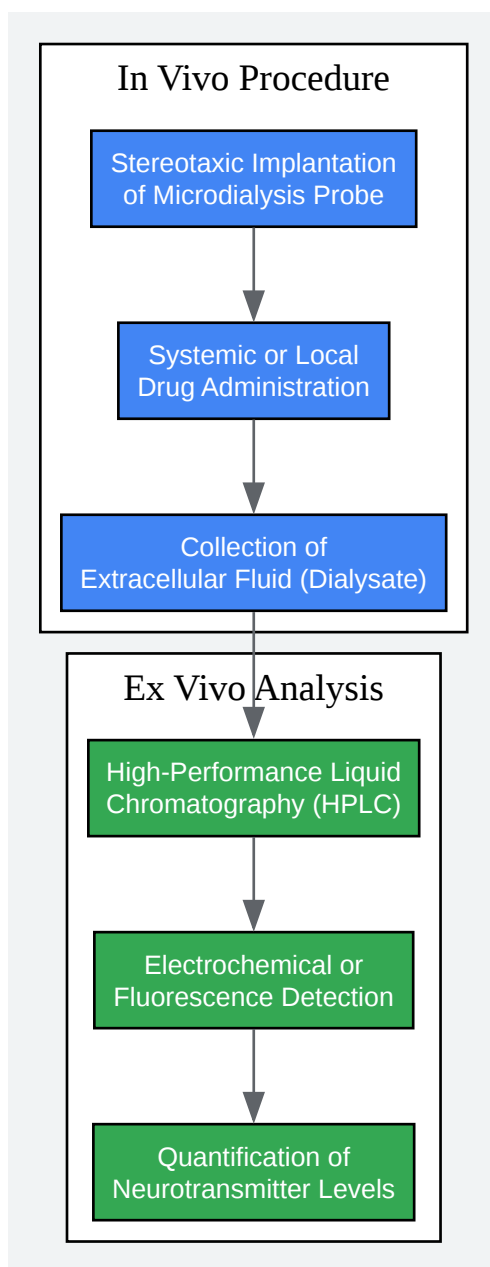 In Vivo Procedure
Stereotaxic Implantation
of Microdialysis Probe
Systemic or Local
Drug Administration
Collection of
Extracellular Fluid (Dialysate)
Ex Vivo Analysis
High-Performance Liquid
Chromatography (HPLC)
Electrochemical or
Fluorescence Detection
Quantification of
Neurotransmitter Levels